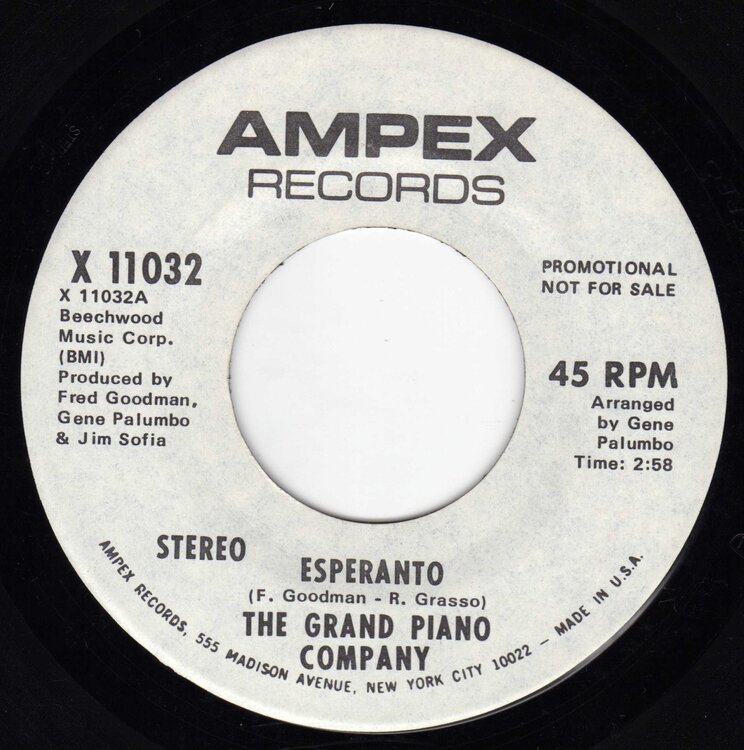 AMPEX
RECORDS
X 11032
X 11032A
Beechwood
Music Corp.
(BMI)
Produced by
Fred Goodman,
Gene Palumbo
& Jim Sofia
PROMOTIONAL
NOT FOR SALE
45 RPM
Arranged
by Gene
Palumbo
Time: 2:58
STEREO
ESPERANTO
(F. Goodman - R. Grasso)
THE GRAND PIANO
COMPANY
AMPEX RECORDS, 555 MADISON AVENUE, NEW YORK CITY 10022 – MADE IN U.S.A.